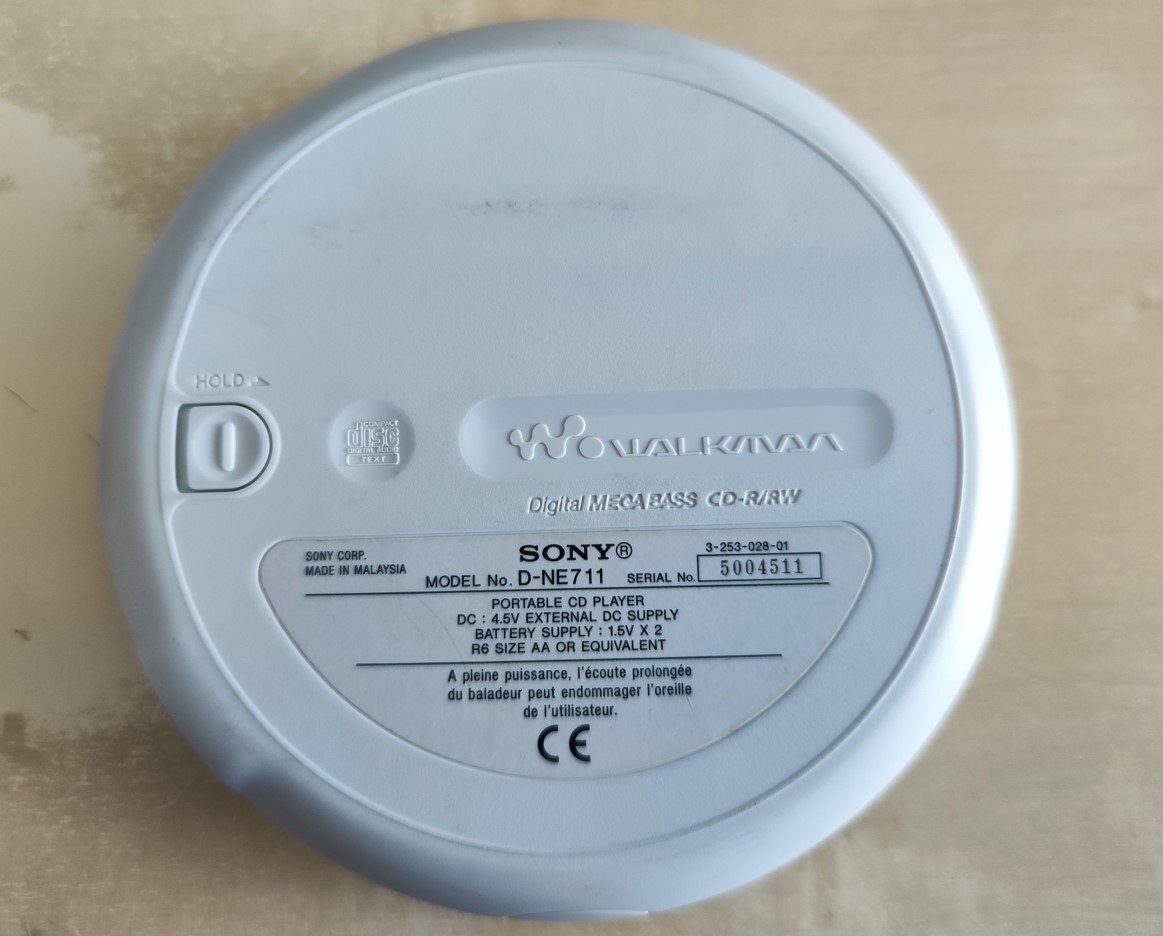 HOLD
COMPACT
disc
DIGITAL AUDIO
TEXT
WALKMAN
Digital MEGA BASS CD-R/RW
SONY CORP.
MADE IN MALAYSIA
SONY®
3-253-028-01
MODEL No. D-NE711 SERIAL No. 5004511
PORTABLE CD PLAYER
DC : 4.5V EXTERNAL DC SUPPLY
BATTERY SUPPLY : 1.5V X 2
R6 SIZE AA OR EQUIVALENT
A pleine puissance, l'écoute prolongée
du baladeur peut endommager l'oreille
de l'utilisateur.
CE